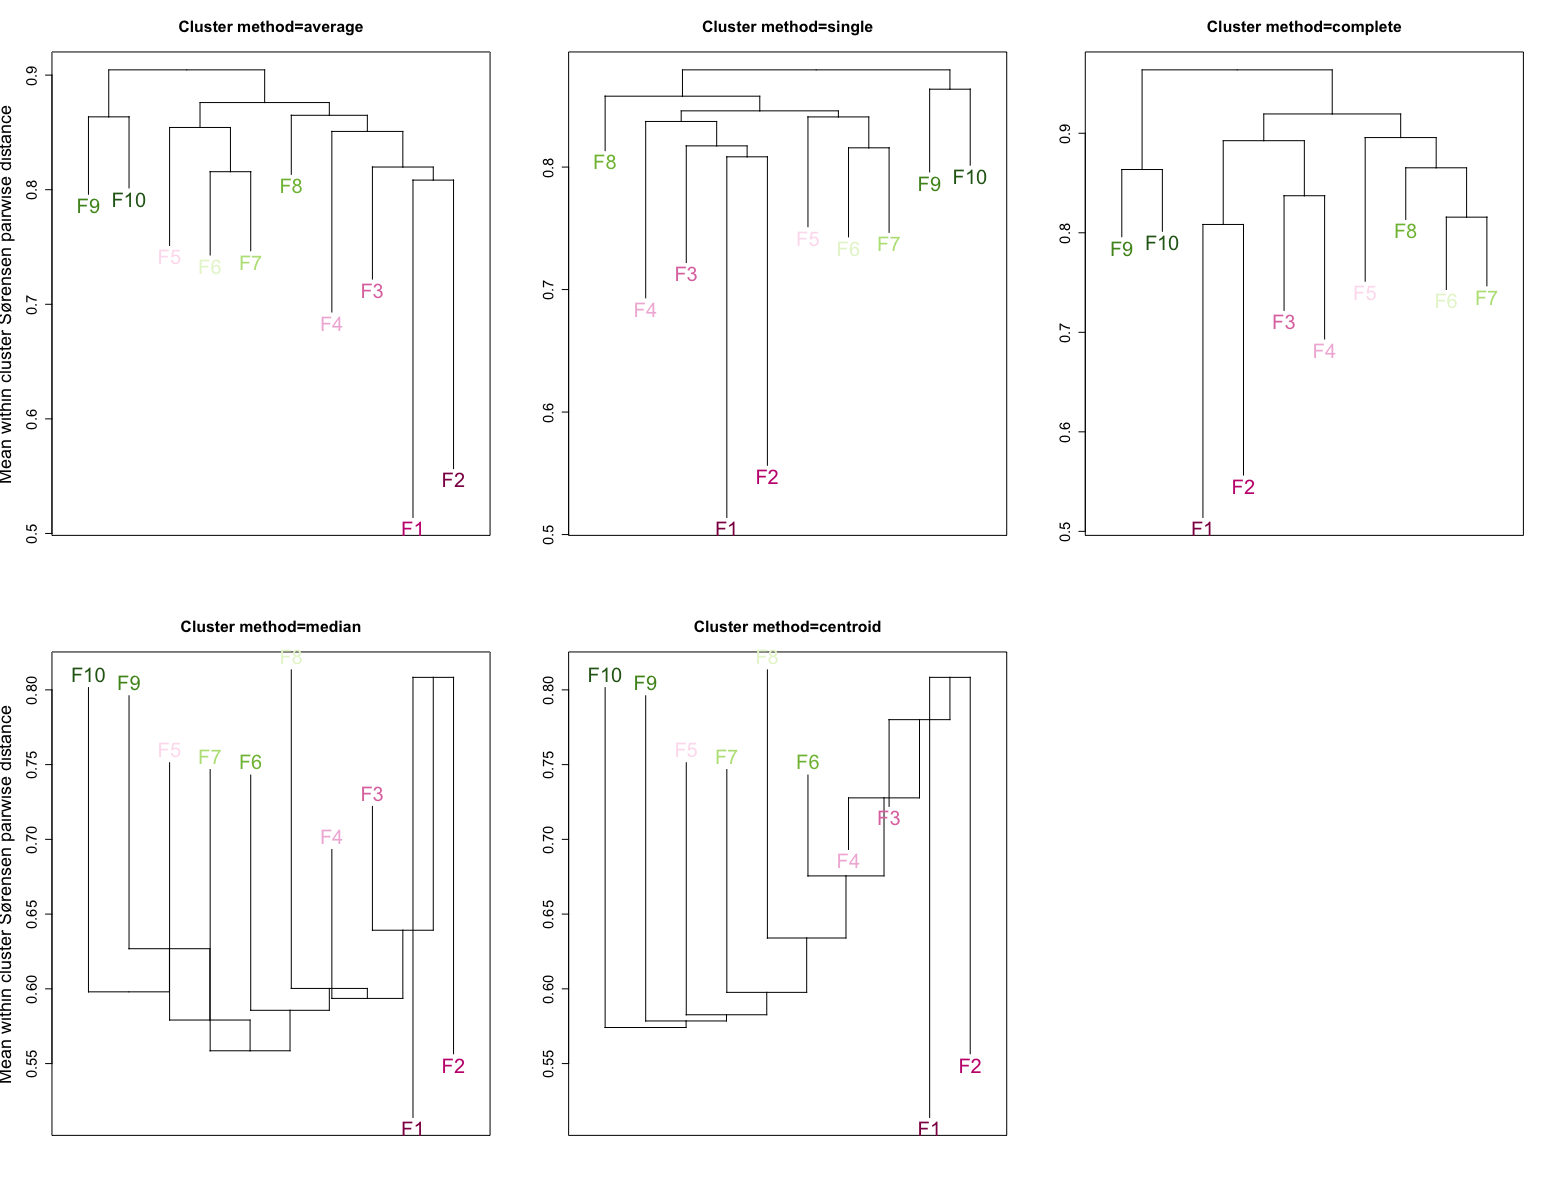 Cluster method=average
Mean within cluster Sørensen pairwise distance
0.9
0.8
0.7
0.6
0.5
F9
F10
F5
F6
F7
F8
F4
F3
F1
F2
Cluster method=single
0.8
0.7
0.6
0.5
F8
F4
F3
F1
F2
F5
F6
F7
F9
F10
Cluster method=complete
0.9
0.8
0.7
0.6
0.5
F9
F10
F1
F2
F3
F4
F5
F8
F6
F7
Cluster method=median
Mean within cluster Sørensen pairwise distance
0.80
0.75
0.70
0.65
0.60
0.55
F10
F9
F5
F7
F6
F8
F4
F3
F1
F2
Cluster method=centroid
0.80
0.75
0.70
0.65
0.60
0.55
F10
F9
F5
F7
F8
F6
F4
F3
F1
F2